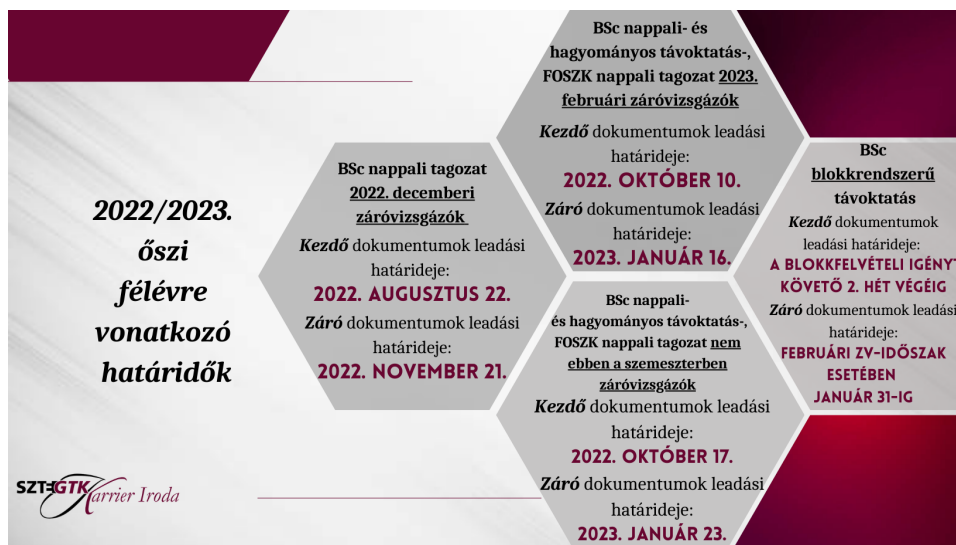 2022/2023.
őszi
félévre
vonatkozó
határidők
BSc nappali tagozat
2022. decemberi
záróvizsgázók
Kezdő dokumentumok leadási
határideje:
2022. AUGUSZTUS 22.
Záró dokumentumok leadási
határideje:
2022. NOVEMBER 21.
BSc nappali- és
hagyományos távoktatás-,
FOSZK nappali tagozat 2023.
februári záróvizsgázók
Kezdő dokumentumok leadási
határideje:
2022. OKTÓBER 10.
Záró dokumentumok leadási
határideje:
2023. JANUÁR 16.
BSc nappali-
és hagyományos távoktatás-,
FOSZK nappali tagozat nem
ebben a szemeszterben
záróvizsgázók
Kezdő dokumentumok leadási
határideje:
2022. OKTÓBER 17.
Záró dokumentumok leadási
határideje:
2023. JANUÁR 23.
BSc
blokkrendszerű
távoktatás
Kezdő dokumentumok
leadási határideje:
A BLOKKFELVÉTELI IGÉNYT
KÖVETŐ 2. HÉT VÉGÉIG
Záró dokumentumok leadási
határideje:
FEBRUÁRI ZV-IDŐSZAK
ESETÉBEN
JANUÁR 31-IG
SZTE GTK Karrier Iroda